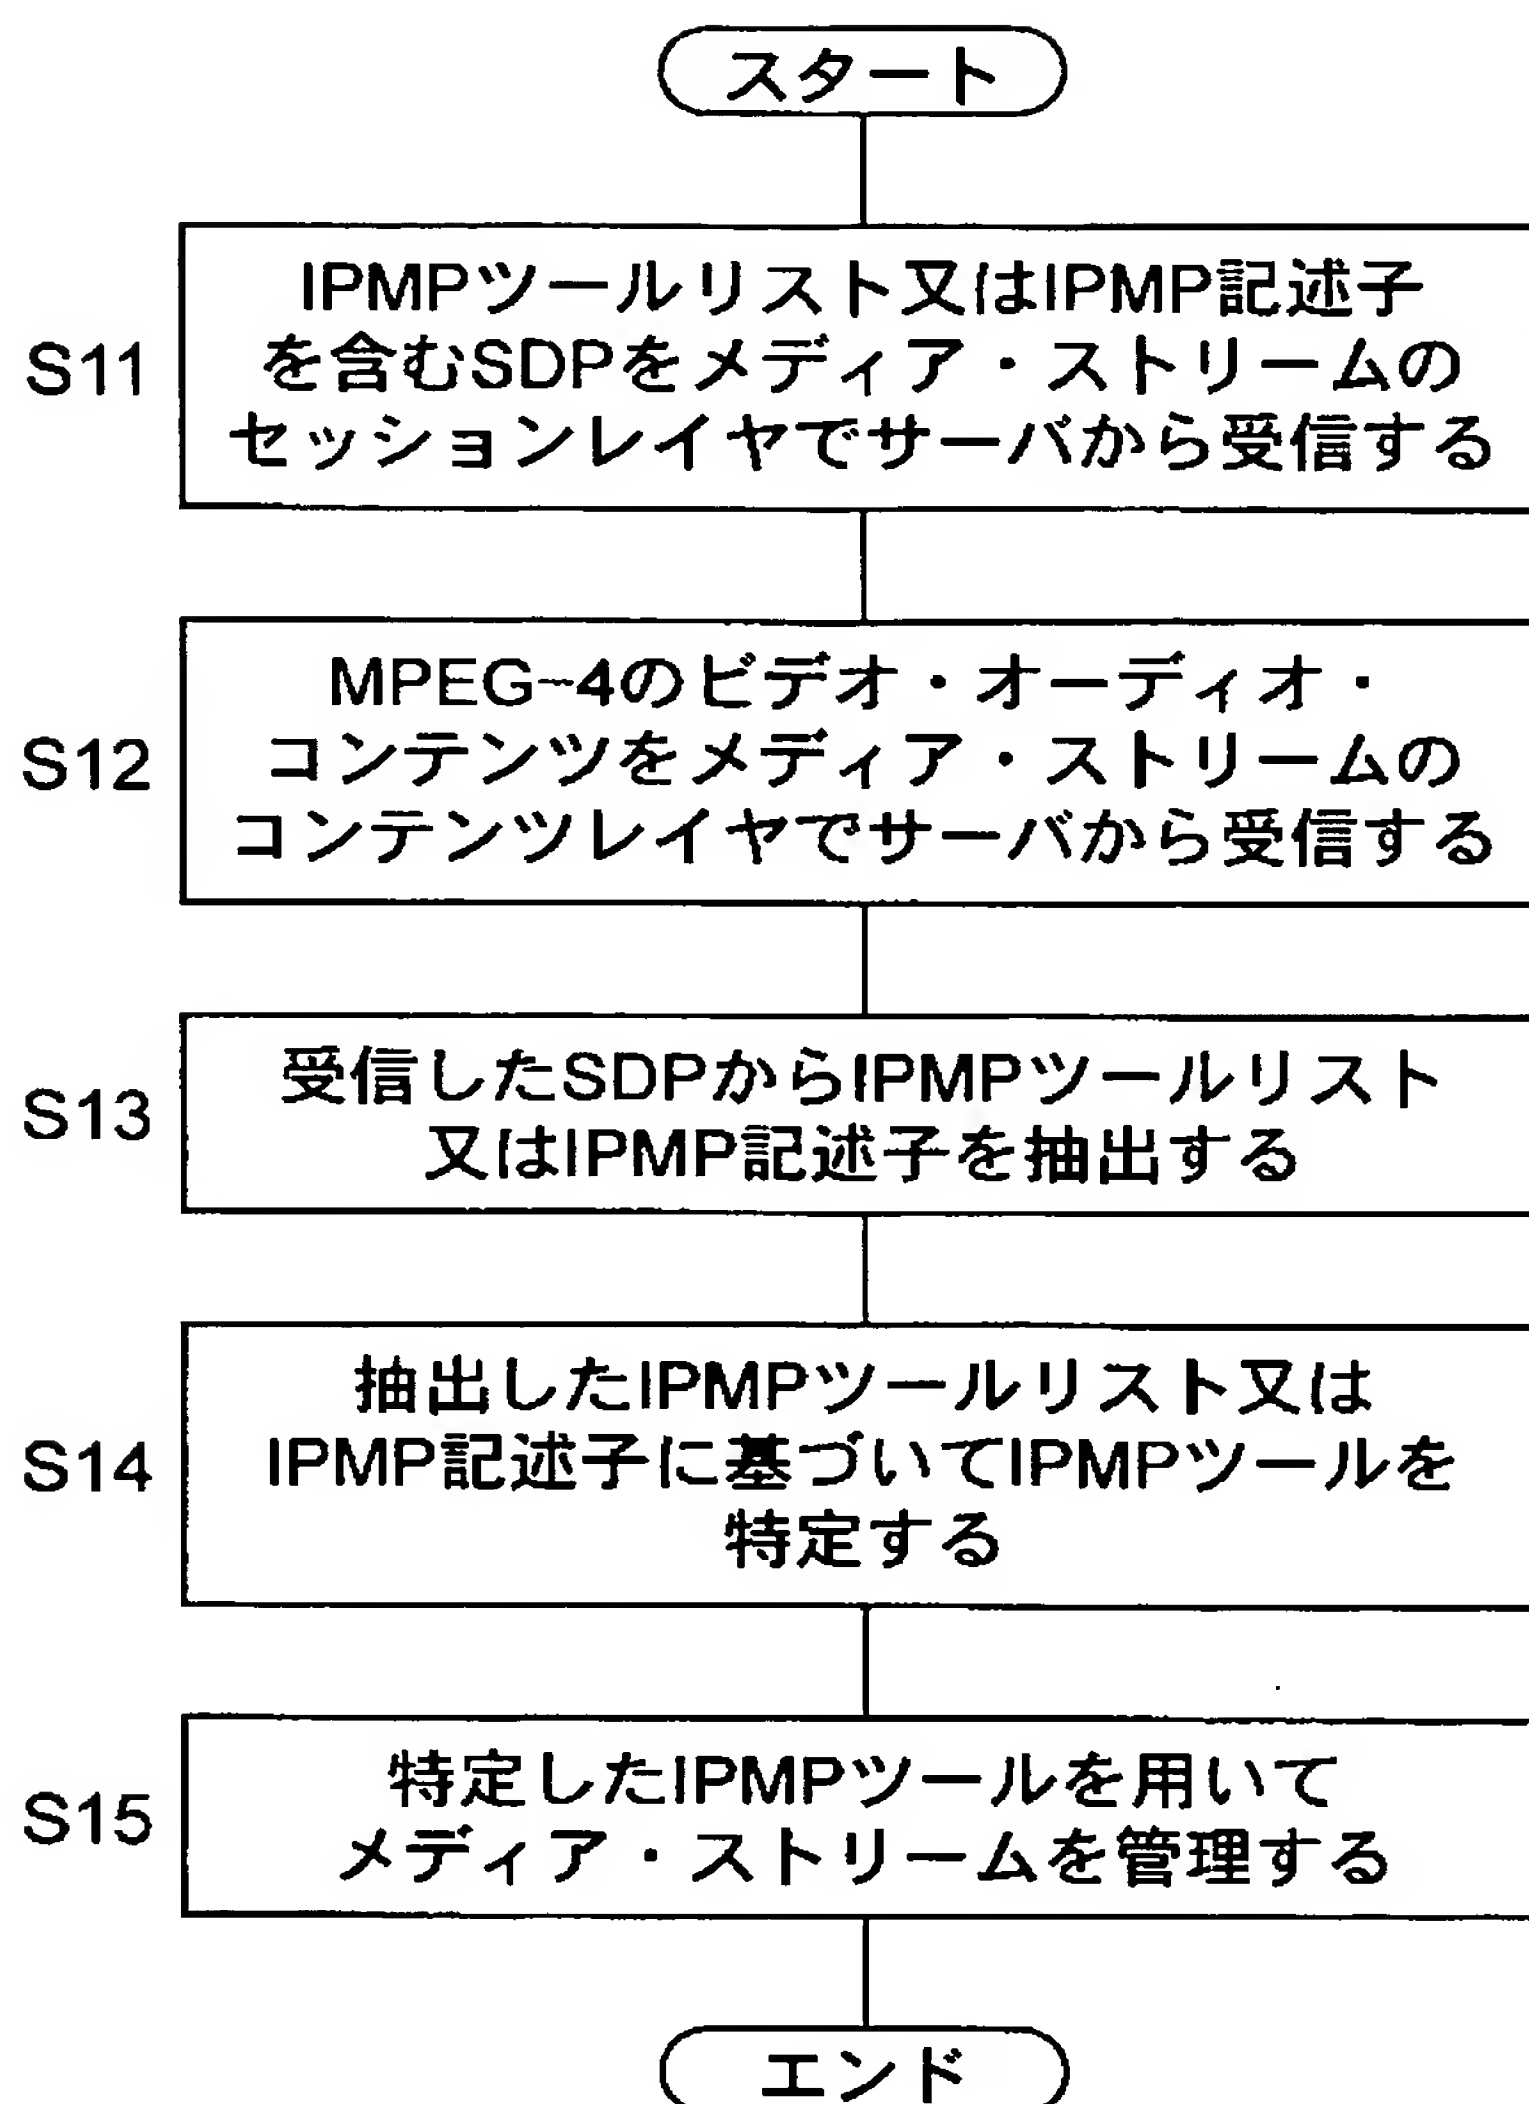 スタート
S11
IPMPツールリスト又はIPMP記述子
を含むSDPをメディア・ストリームの
セッションレイヤでサーバから受信する
S12
MPEG-4のビデオ・オーディオ・
コンテンツをメディア・ストリームの
コンテンツレイヤでサーバから受信する
S13
受信したSDPからIPMPツールリスト
又はIPMP記述子を抽出する
S14
抽出したIPMPツールリスト又は
IPMP記述子に基づいてIPMPツールを
特定する
S15
特定したIPMPツールを用いて
メディア・ストリームを管理する
エンド